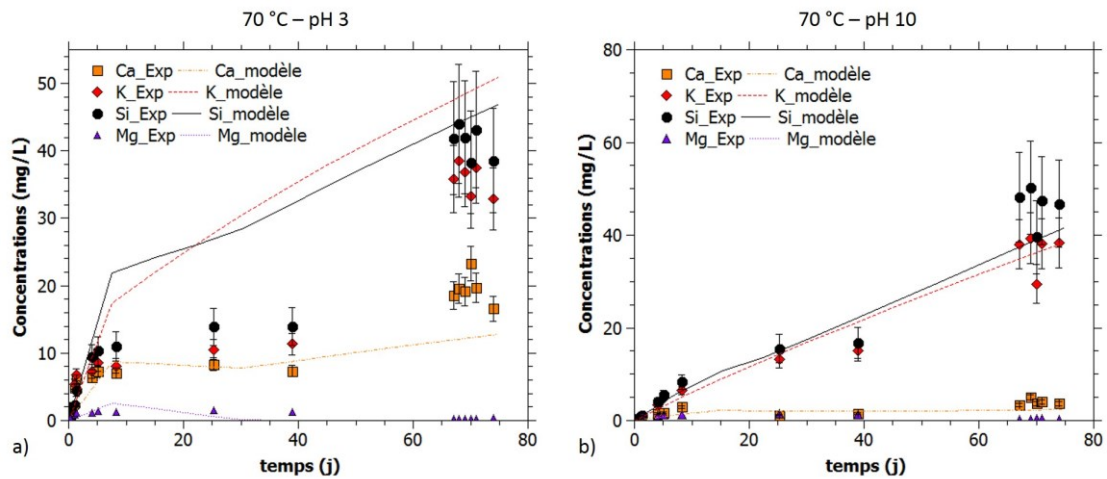 70 °C – pH 3
70 °C – pH 10
Concentrations (mg/L)
50
40
30
20
10
0
Ca_Exp Ca_modèle
K_Exp K_modèle
Si_Exp Si_modèle
Mg_Exp Mg_modèle
0 20 40 60 80
temps (j)
a)
Concentrations (mg/L)
80
60
40
20
0
Ca_Exp Ca_modèle
K_Exp K_modèle
Si_Exp Si_modèle
Mg_Exp Mg_modèle
0 20 40 60 80
temps (j)
b)